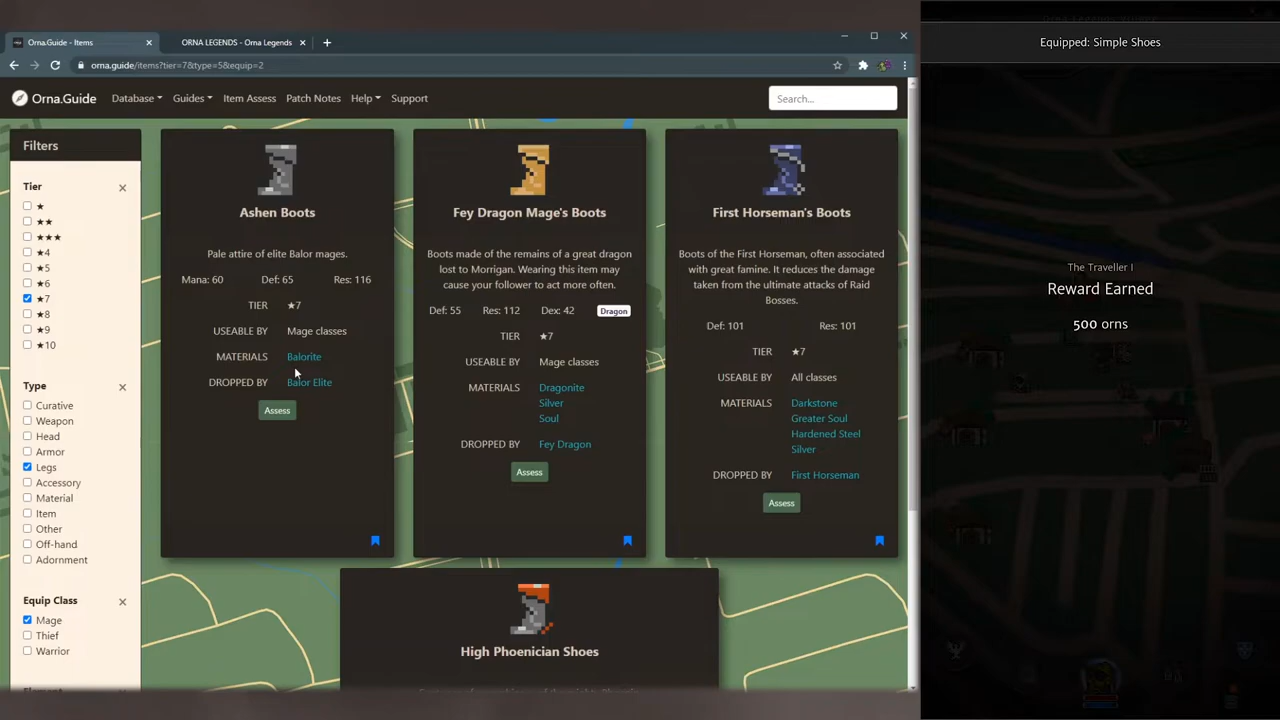 Orna.Guide - Items
ORNA LEGENDS - Orna Legends
orna.guide/items?tier=7&type=5&equip=2
Orna.Guide
Database
Guides
Item Assess
Patch Notes
Help
Support
Search...
Filters
Tier
★
★★
★★★
★4
★5
★6
★7
★8
★9
★10
Type
Curative
Weapon
Head
Armor
Legs
Accessory
Material
Item
Other
Off-hand
Adornment
Equip Class
Mage
Thief
Warrior
Ashen Boots
Pale attire of elite Balor mages.
Mana: 60 Def: 65 Res: 116
TIER ★7
USEABLE BY Mage classes
MATERIALS Balorite
DROPPED BY Balor Elite
Assess
Fey Dragon Mage's Boots
Boots made of the remains of a great dragon
lost to Morrigan. Wearing this item may
cause your follower to act more often.
Def: 55 Res: 112 Dex: 42 Dragon
TIER ★7
USEABLE BY Mage classes
MATERIALS Dragonite
Silver
Soul
DROPPED BY Fey Dragon
Assess
First Horseman's Boots
Boots of the First Horseman, often associated
with great famine. It reduces the damage
taken from the ultimate attacks of Raid
Bosses.
Def: 101 Res: 101
TIER ★7
USEABLE BY All classes
MATERIALS Darkstone
Greater Soul
Hardened Steel
Silver
DROPPED BY First Horseman
Assess
High Phoenician Shoes
Equipped: Simple Shoes
The Traveller I
Reward Earned
500 orns